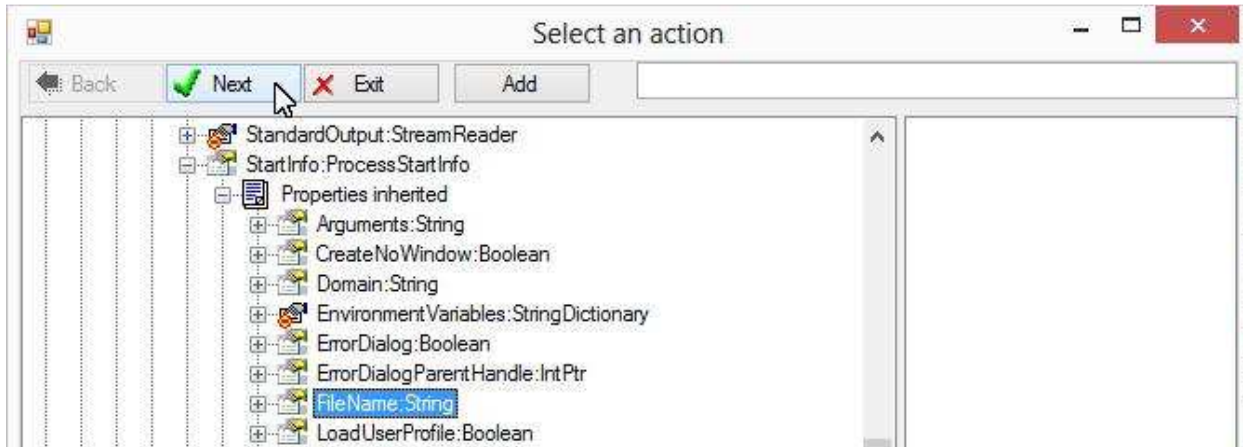 Select an action
Back Next Exit Add
StandardOutput:StreamReader
StartInfo:ProcessStartInfo
Properties inherited
Arguments:String
CreateNoWindow:Boolean
Domain:String
EnvironmentVariables:StringDictionary
ErrorDialog:Boolean
ErrorDialogParentHandle:IntPtr
FileName:String
LoadUserProfile:Boolean